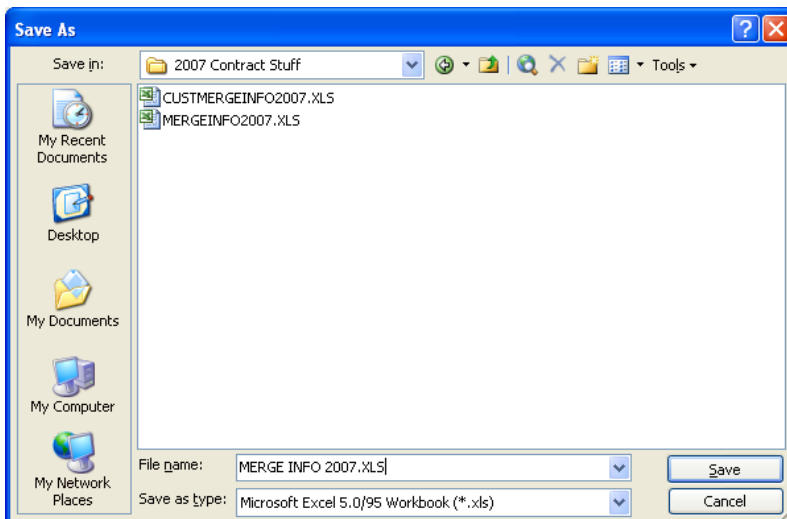 Save As
Save in:
2007 Contract Stuff
Tools
CUSTMERGEINFO2007.XLS
MERGEINFO2007.XLS
My Recent
Documents
Desktop
My Documents
My Computer
My Network
Places
File name:
MERGE INFO 2007.XLS
Save
Save as type:
Microsoft Excel 5.0/95 Workbook (*.xls)
Cancel